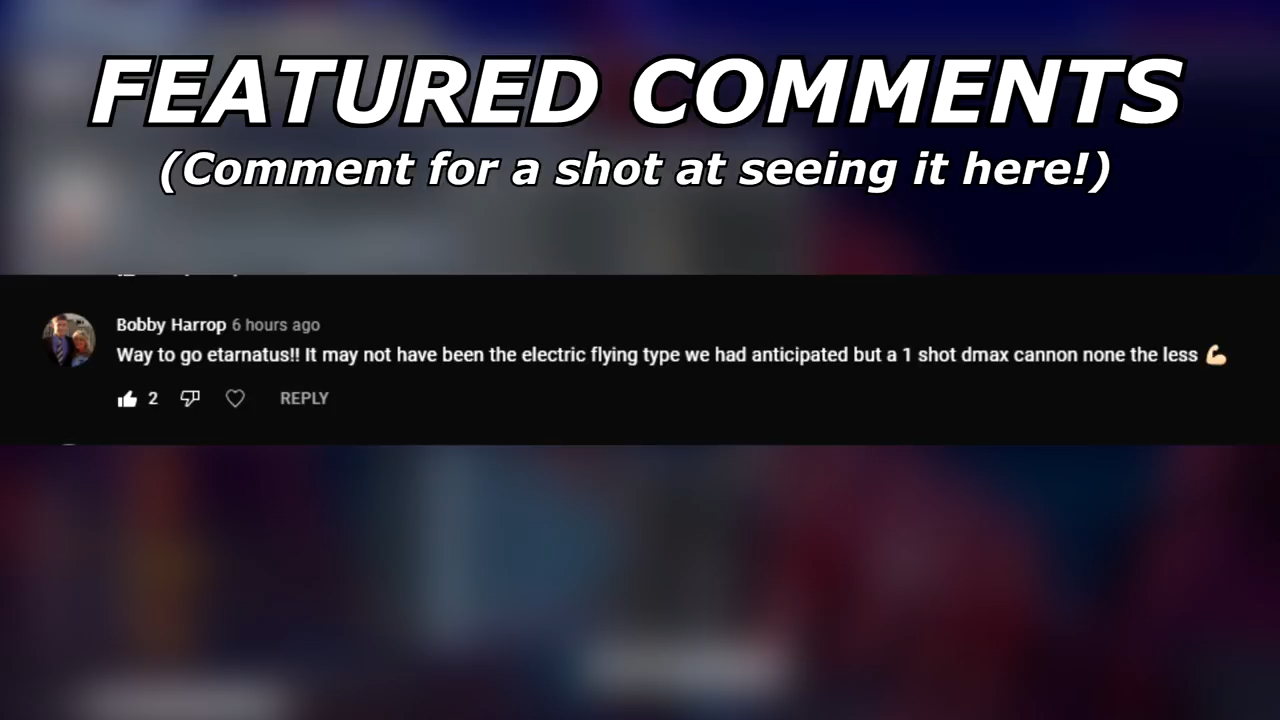 FEATURED COMMENTS
(Comment for a shot at seeing it here!)
Bobby Harrop 6 hours ago
Way to go etarnatus!! It may not have been the electric flying type we had anticipated but a 1 shot dmax cannon none the less 💪🏻
2 REPLY